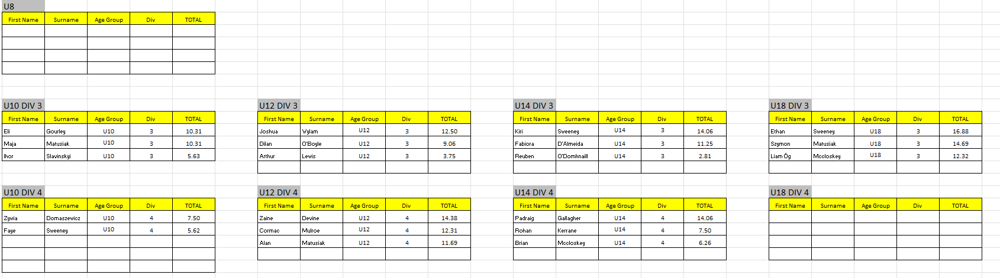 U8
First Name Surname Age Group Div TOTAL
U10 DIV 3
First Name Surname Age Group Div TOTAL
Eli Gourley U10 3 10.31
Maja Matusiak U10 3 10.31
Ihor Slavinskyi U10 3 5.63
U12 DIV 3
First Name Surname Age Group Div TOTAL
Joshua Wylam U12 3 12.50
Dilan O'Boyle U12 3 9.06
Arthur Lewis U12 3 3.75
U14 DIV 3
First Name Surname Age Group Div TOTAL
Kiri Sweeney U14 3 14.06
Fabiora D'Almeida U14 3 11.25
Reuben O'Domhnaill U14 3 2.81
U18 DIV 3
First Name Surname Age Group Div TOTAL
Ethan Sweeney U18 3 16.88
Szymon Matusiak U18 3 14.69
Liam Óg Mccloskey U18 3 12.32
U10 DIV 4
First Name Surname Age Group Div TOTAL
Zywia Domaszewicz U10 4 7.50
Faye Sweeney U10 4 5.62
U12 DIV 4
First Name Surname Age Group Div TOTAL
Zaine Devine U12 4 14.38
Cormac Mulroe U12 4 12.31
Alan Matusiak U12 4 11.69
U14 DIV 4
First Name Surname Age Group Div TOTAL
Padraig Gallagher U14 4 14.06
Rohan Kerrane U14 4 7.50
Brian Mccloskey U14 4 6.26
U18 DIV 4
First Name Surname Age Group Div TOTAL